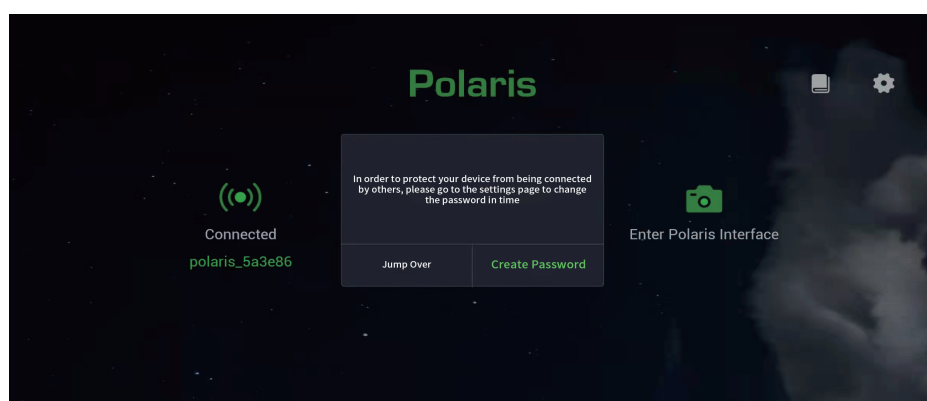 Polaris
In order to protect your device from being connected
by others, please go to the settings page to change
the password in time
Jump Over
Create Password
Connected
polaris_5a3e86
Enter Polaris Interface